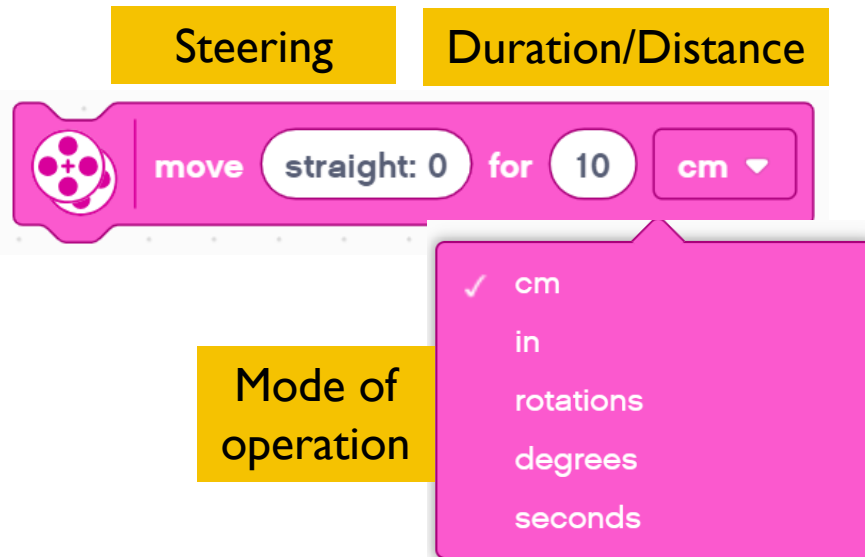 Steering
Duration/Distance
move straight: 0 for 10 cm
✓ cm
in
rotations
degrees
seconds
Mode of
operation